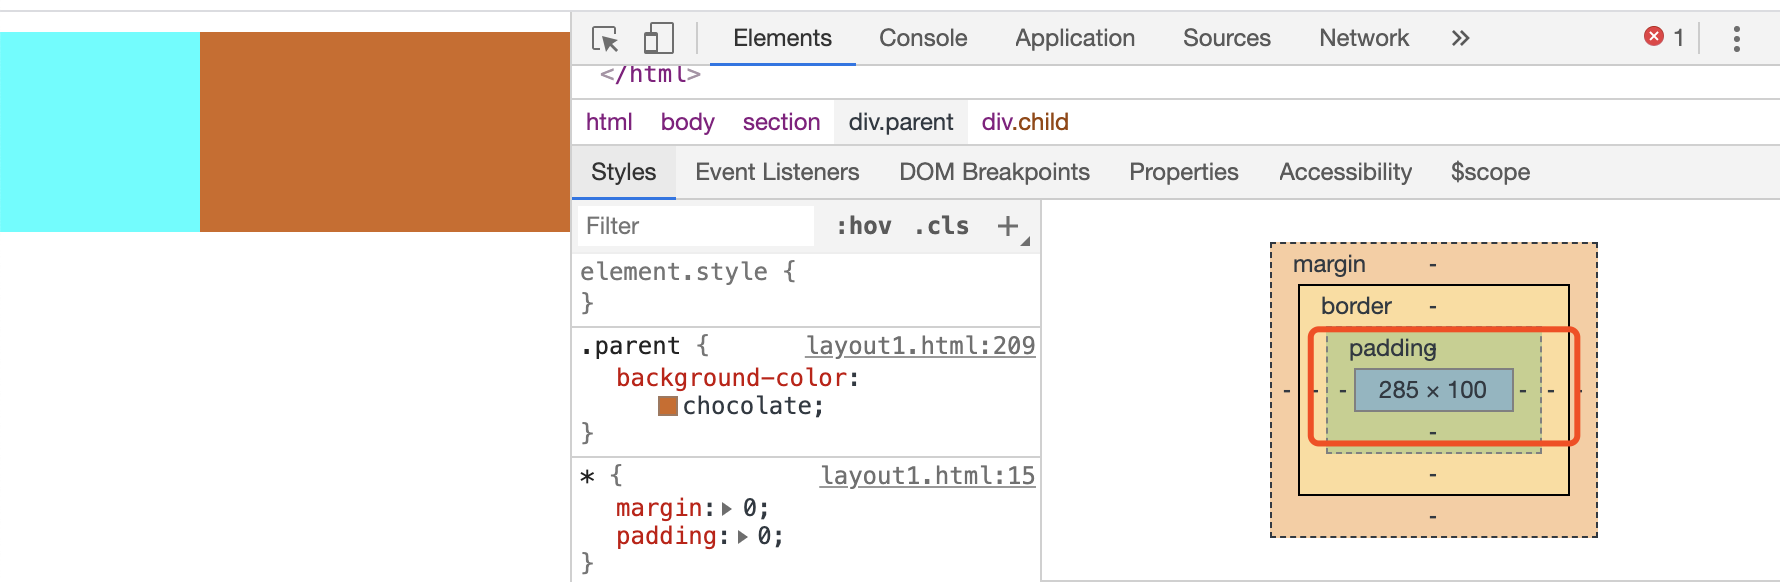 Elements Console Application Sources Network » 1
</html>
html body section div.parent div.child
Styles Event Listeners DOM Breakpoints Properties Accessibility $scope
Filter :hov .cls +
element.style {
}
.parent { layout1.html:209
background-color:
chocolate;
}
* { layout1.html:15
margin: 0;
padding: 0;
}
margin -
border -
padding -
- - - 285 × 100 - - -
-
-
-